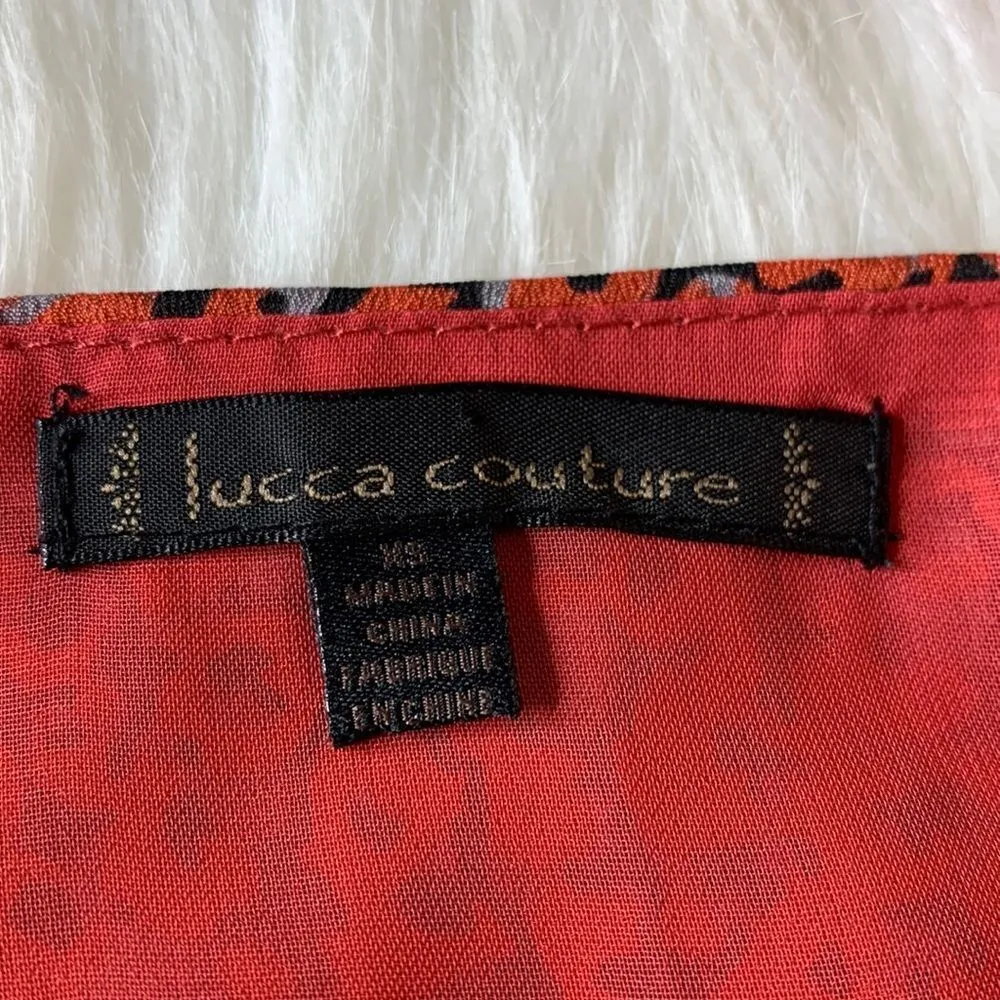 lucca couture
XS
MADE IN
CHINA
FABRIQUE
EN CHINE